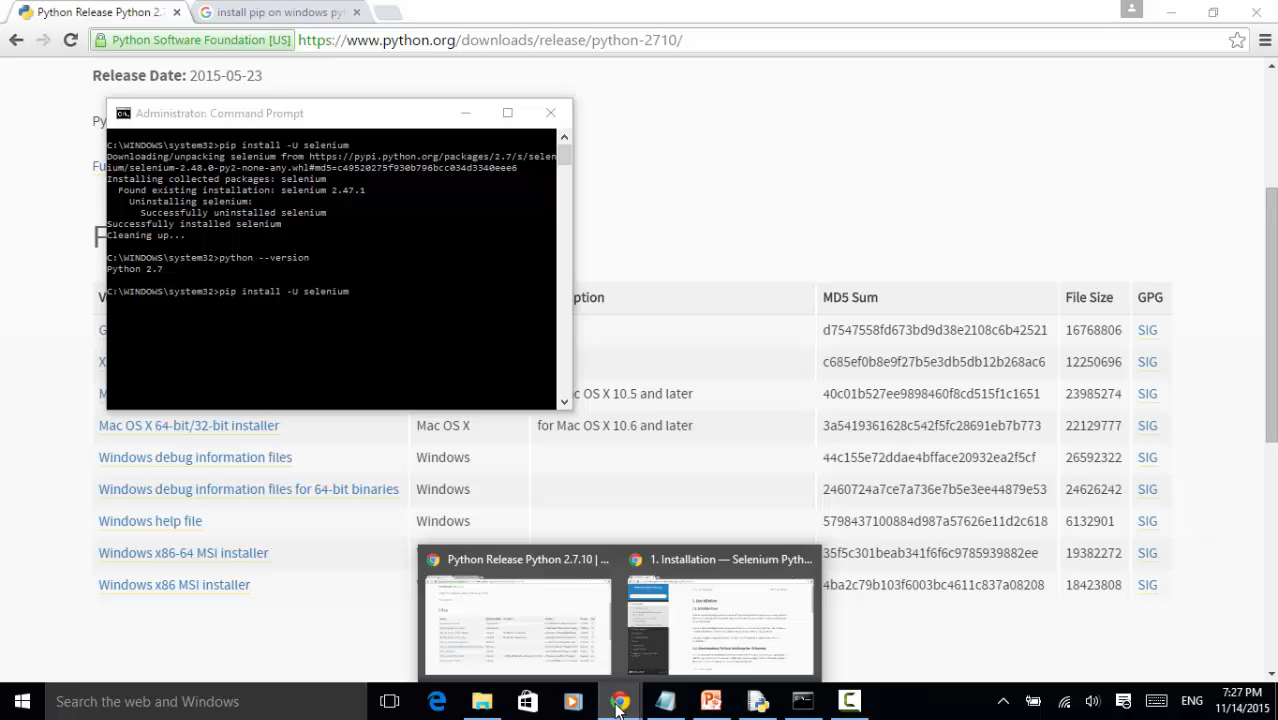 Python Release Python 2.7
install pip on windows py
Python Software Foundation [US]
https://www.python.org/downloads/release/python-2710/
Release Date: 2015-05-23
Py
Administrator: Command Prompt
Fu
C:\WINDOWS\system32>pip install -U selenium
Downloading/unpacking selenium from https://pypi.python.org/packages/2.7/s/selen
ium/selenium-2.48.0-py2-none-any.whl#md5=c49520275f930b796bcc034d3340eee6
Installing collected packages: selenium
Found existing installation: selenium 2.47.1
Uninstalling selenium:
Successfully uninstalled selenium
Successfully installed selenium
Cleaning up...
C:\WINDOWS\system32>python --version
Python 2.7
C:\WINDOWS\system32>pip install -U selenium
F
V ption MD5 Sum File Size GPG
G d7547558fd673bd9d38e2108c6b42521 16768806 SIG
X c685ef0b8e9f27b5e3db5db12b268ac6 12250696 SIG
M c OS X 10.5 and later 40c01b527ee9898460f8cd515f1c1651 23985274 SIG
Mac OS X 64-bit/32-bit installer Mac OS X for Mac OS X 10.6 and later 3a5419361628c542f5fc28691eb7b773 22129777 SIG
Windows debug information files Windows 44c155e72ddae4bfface20932ea2f5cf 26592322 SIG
Windows debug information files for 64-bit binaries Windows 2460724a7ce7a736e7b5e3ee44879e53 24626242 SIG
Windows help file Windows 5798437100884d987a57626e11d2c618 6132901 SIG
Windows x86-64 MSI installer 35f5c301beab341f6f6c9785939882ee 19382272 SIG
Windows x86 MSI installer 4ba2c79b103f6003bc4611c837a08208 18423808 SIG
Python Release Python 2.7.10 | ...
1. Installation — Selenium Pyth...
Search the web and Windows
ENG
11/14/2015